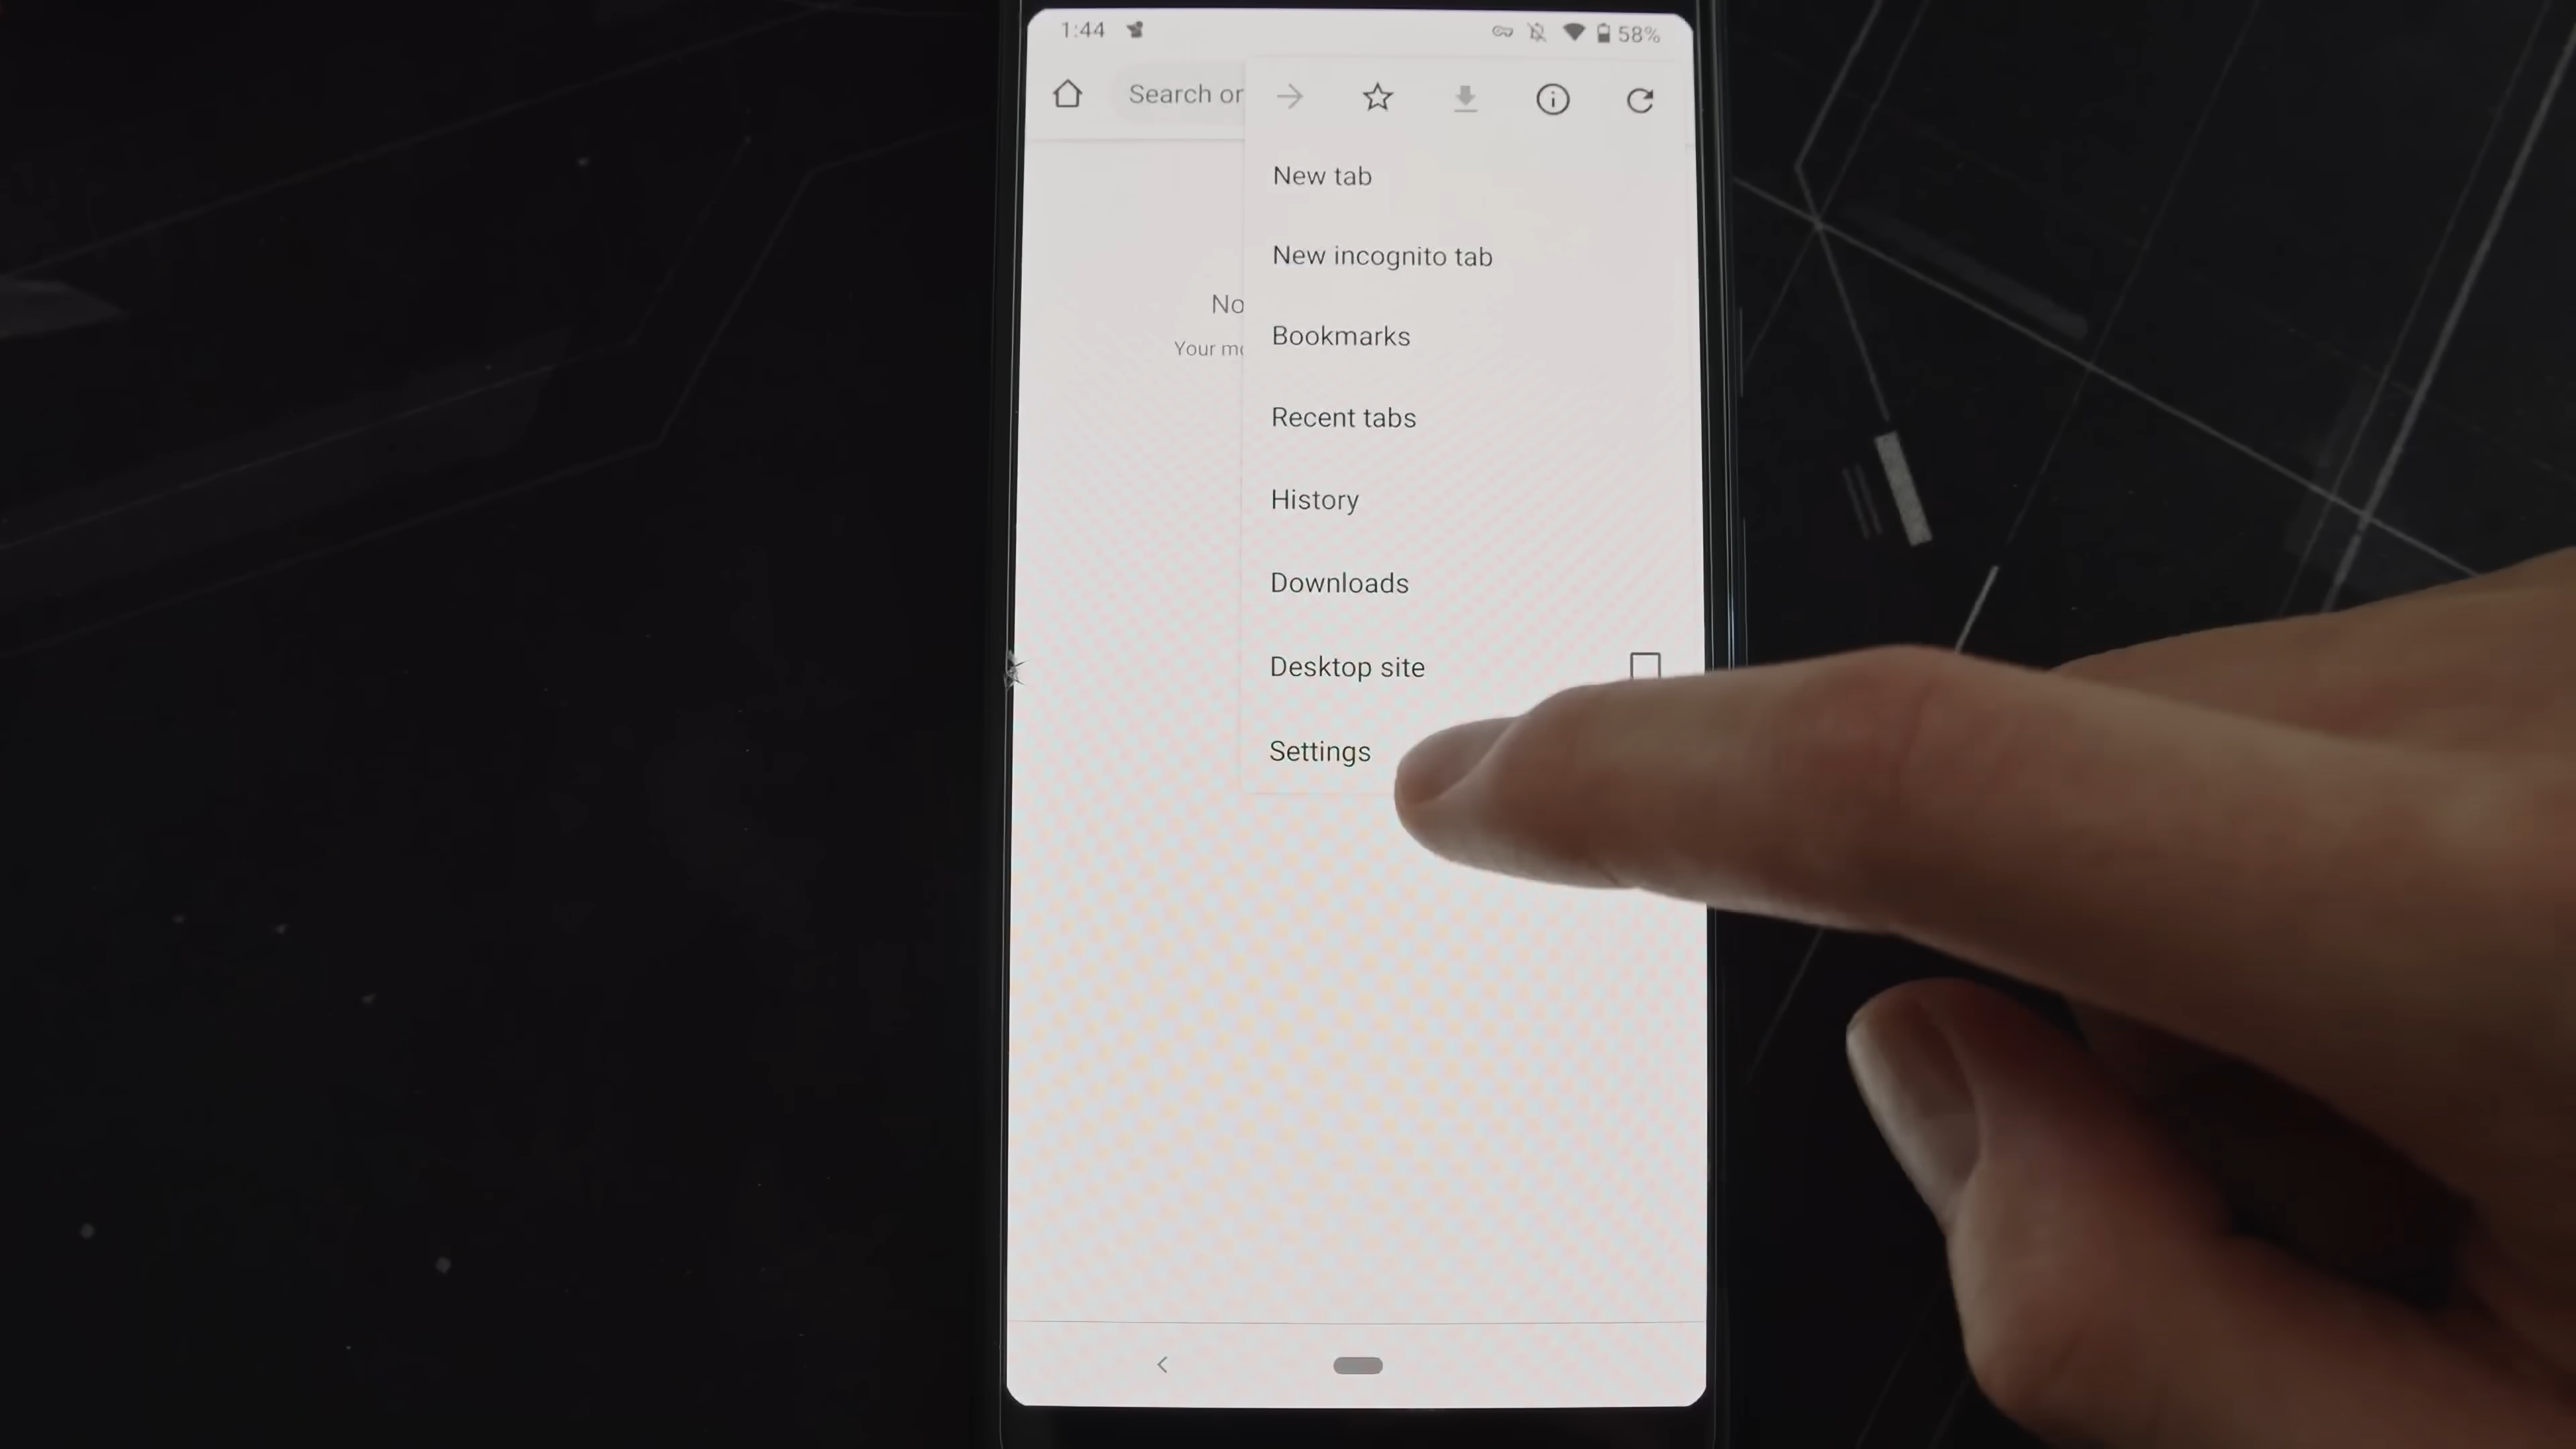 1:44
58%
Search or
New tab
New incognito tab
Bookmarks
No
Your mo
Recent tabs
History
Downloads
Desktop site
Settings